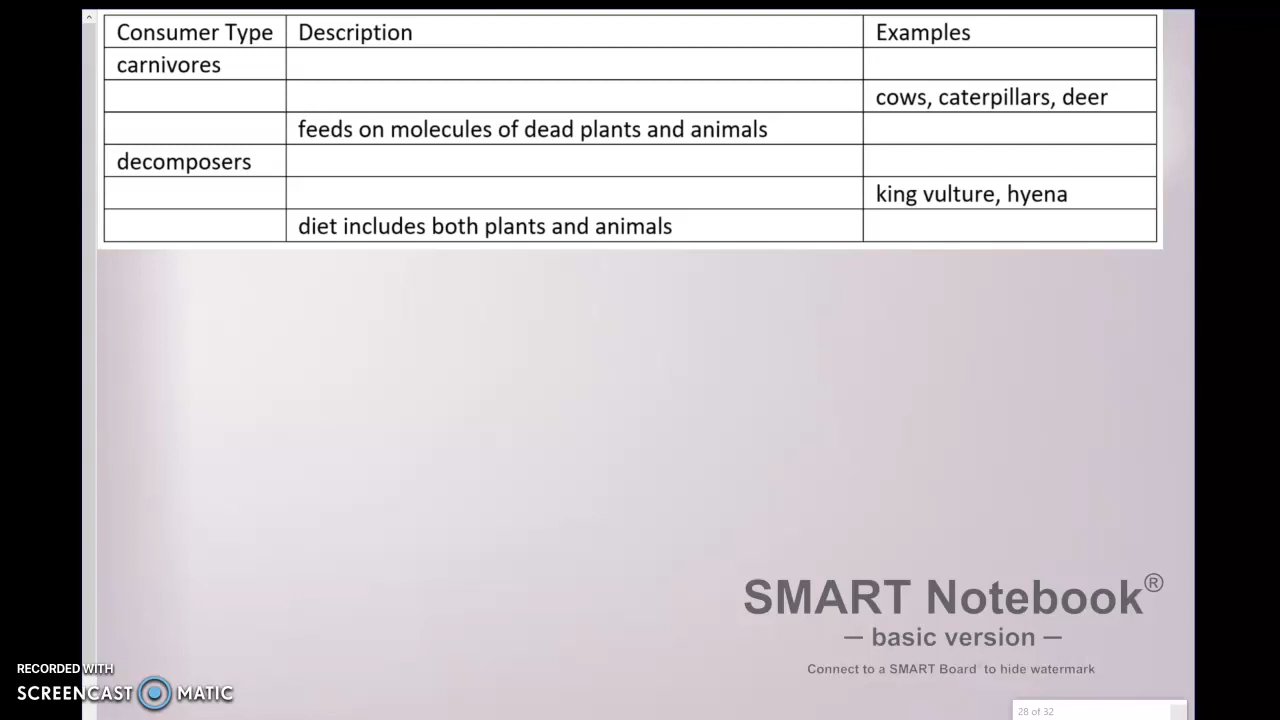 Consumer Type Description Examples
carnivores
cows, caterpillars, deer
feeds on molecules of dead plants and animals
decomposers
king vulture, hyena
diet includes both plants and animals
SMART Notebook®
— basic version —
Connect to a SMART Board to hide watermark
RECORDED WITH
SCREENCAST MATIC
28 of 32